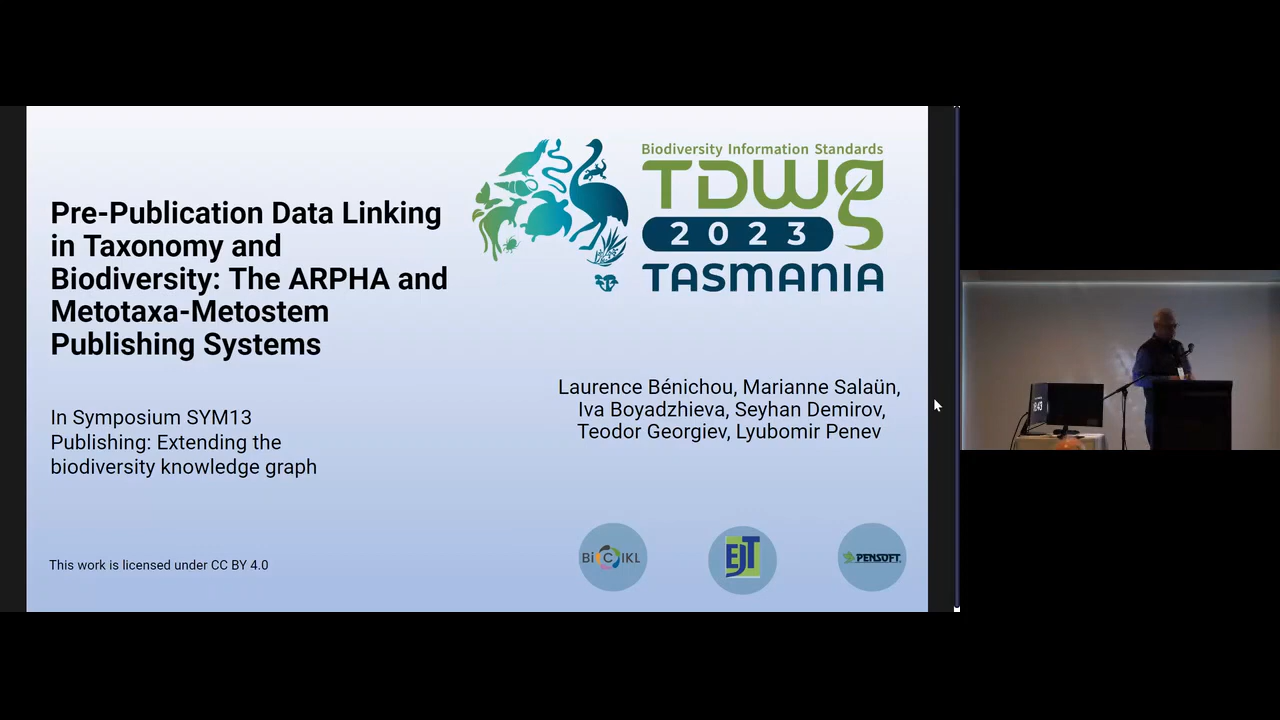 Pre-Publication Data Linking
in Taxonomy and
Biodiversity: The ARPHA and
Metotaxa-Metostem
Publishing Systems
In Symposium SYM13
Publishing: Extending the
biodiversity knowledge graph
This work is licensed under CC BY 4.0
Biodiversity Information Standards
TDWG
2023
TASMANIA
Laurence Bénichou, Marianne Salaün,
Iva Boyadzhieva, Seyhan Demirov,
Teodor Georgiev, Lyubomir Penev
BiCIKL
EJT
PENSOFT